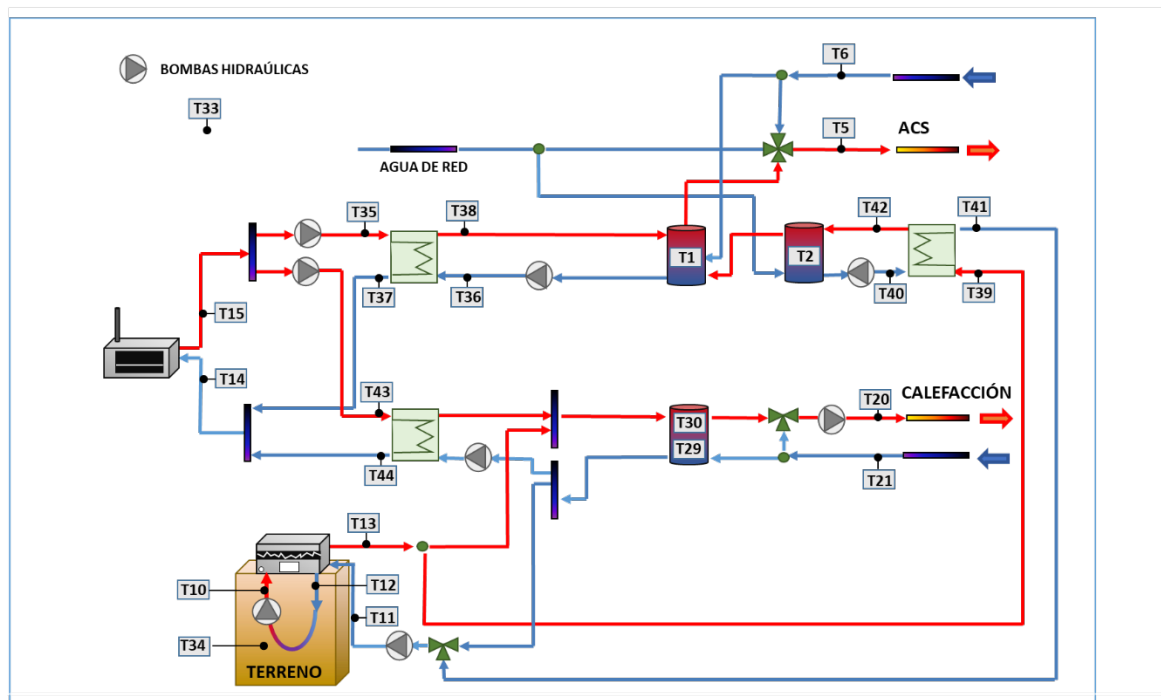 T6
BOMBAS HIDRAÚLICAS
T33
T5
ACS
AGUA DE RED
T35
T38
T42
T41
T1
T2
T37
T36
T40
T39
T15
T14
T43
CALEFACCIÓN
T20
T30
T29
T44
T21
T13
T10
T12
T11
T34
TERRENO